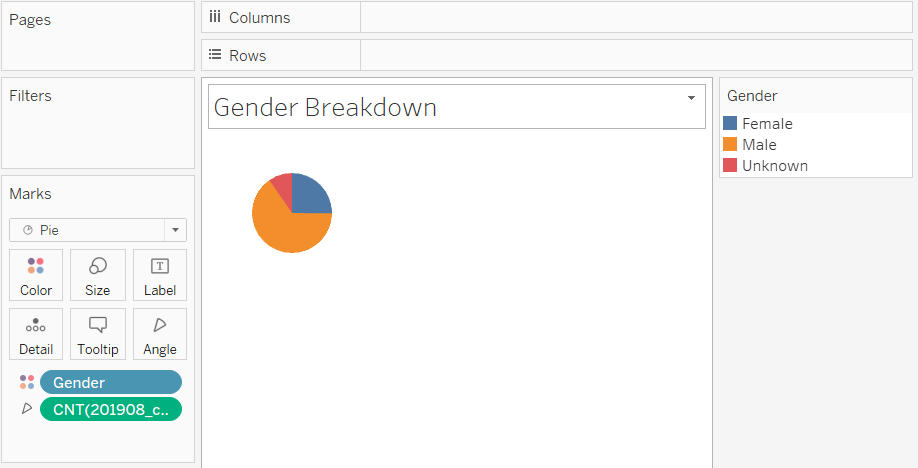 Pages
Columns
Rows
Filters
Gender Breakdown
Gender
Female
Male
Unknown
Marks
Pie
Color
Size
T
Label
Detail
Tooltip
Angle
Gender
CNT(201908_c..